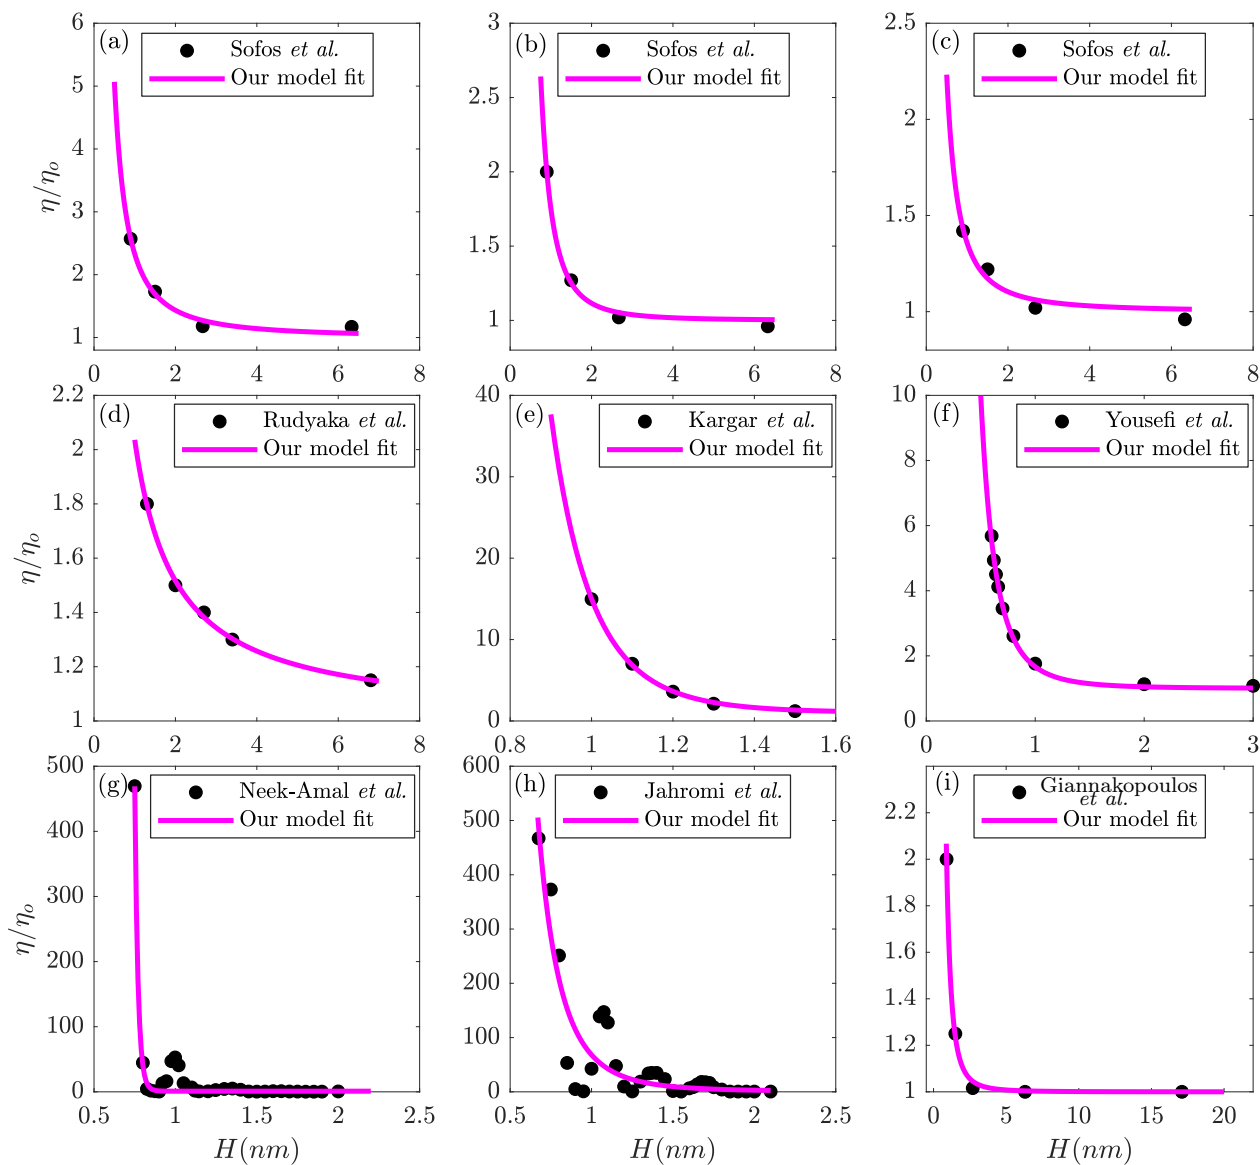 (a)
Sofos et al.
Our model fit
η/ηo
6
5
4
3
2
1
0 2 4 6 8
(b)
Sofos et al.
Our model fit
3
2.5
2
1.5
1
0 2 4 6 8
(c)
Sofos et al.
Our model fit
2.5
2
1.5
1
0 2 4 6 8
(d)
Rudyaka et al.
Our model fit
η/ηo
2.2
2
1.8
1.6
1.4
1.2
1
0 2 4 6 8
(e)
Kargar et al.
Our model fit
40
30
20
10
0
0.8 1 1.2 1.4 1.6
(f)
Yousefi et al.
Our model fit
10
8
6
4
2
0
0 1 2 3
(g)
Neek-Amal et al.
Our model fit
η/ηo
500
400
300
200
100
0
0.5 1 1.5 2 2.5
H(nm)
(h)
Jahromi et al.
Our model fit
600
500
400
300
200
100
0
0.5 1 1.5 2 2.5
H(nm)
(i)
Giannakopoulos
et al.
Our model fit
2.2
2
1.8
1.6
1.4
1.2
1
0 5 10 15 20
H(nm)